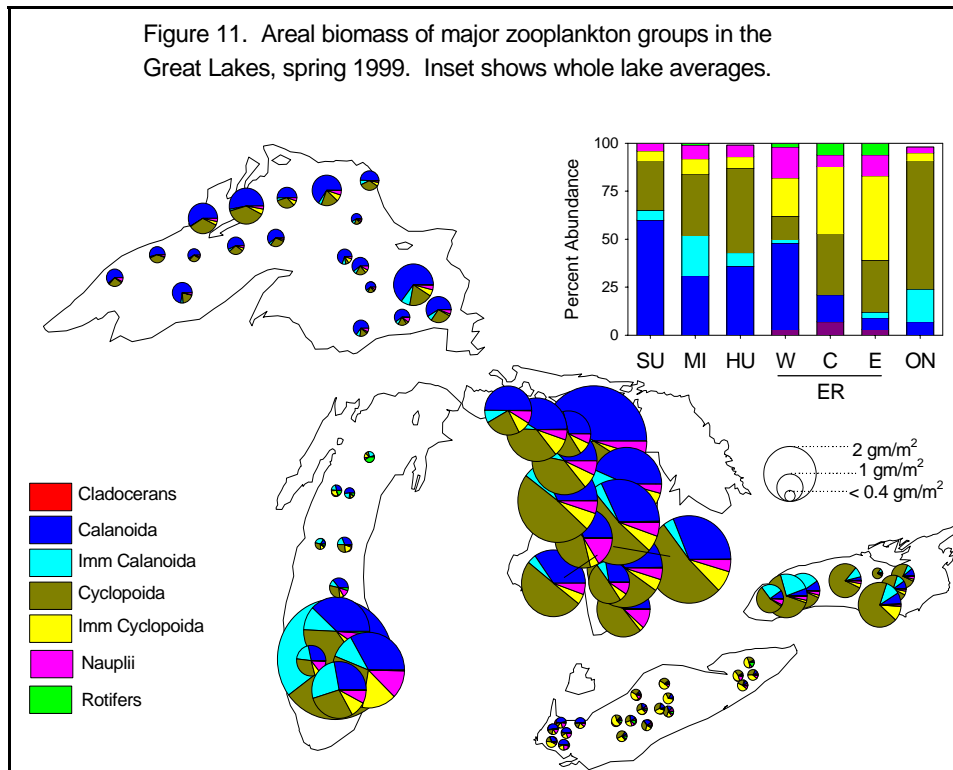 Figure 11. Areal biomass of major zooplankton groups in the
Great Lakes, spring 1999. Inset shows whole lake averages.
100
75
50
25
0
Percent Abundance
SU MI HU W C E ON
ER
2 gm/m²
1 gm/m²
< 0.4 gm/m²
Cladocerans
Calanoida
Imm Calanoida
Cyclopoida
Imm Cyclopoida
Nauplii
Rotifers